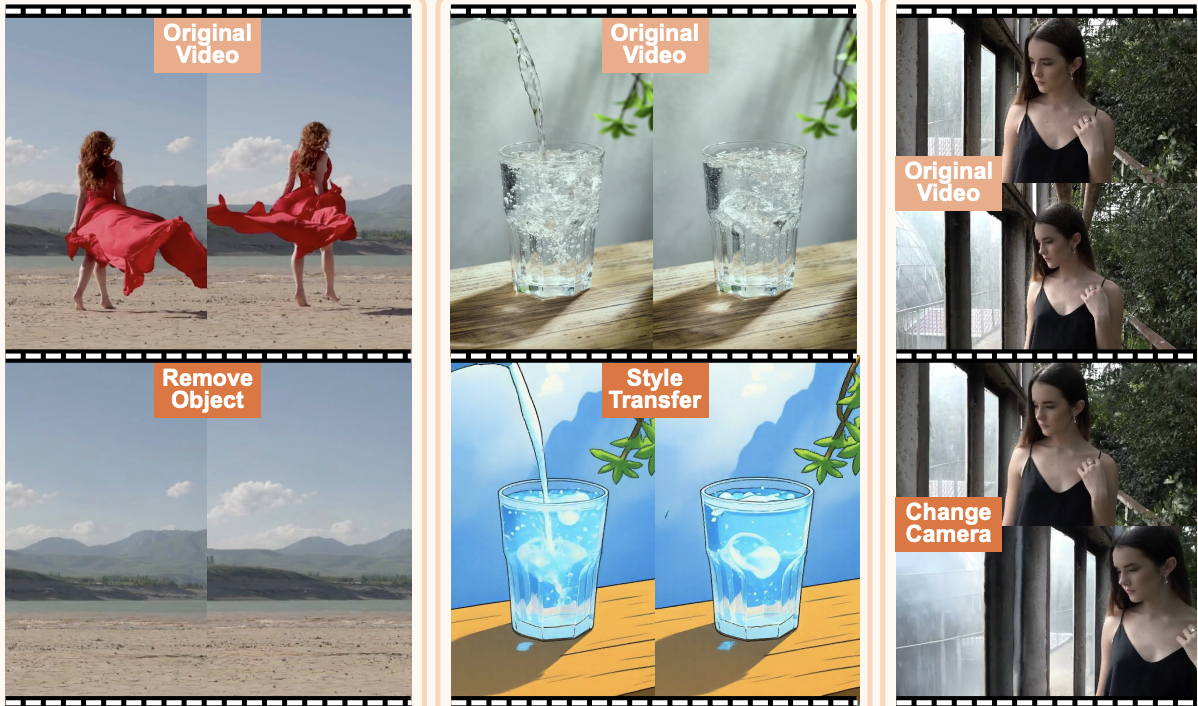 Original
Video
Original
Video
Original
Video
Remove
Object
Style
Transfer
Change
Camera